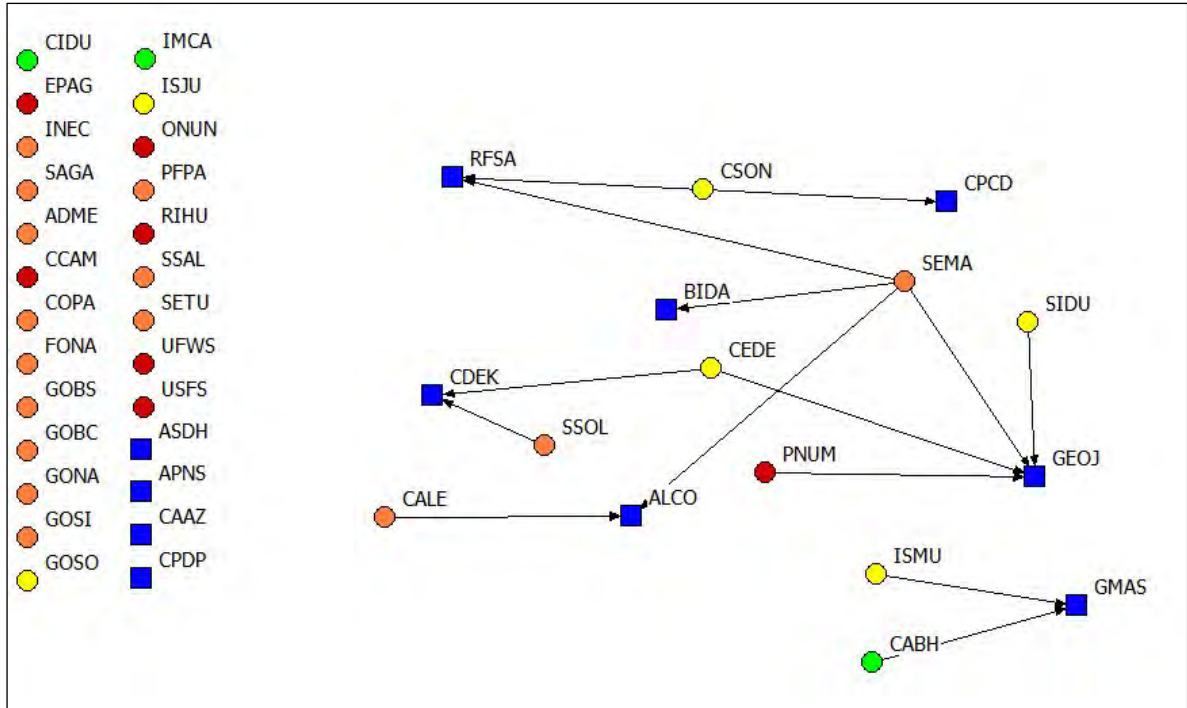 CIDU
IMCA
EPAG
ISJU
INEC
ONUN
SAGA
PFPA
ADME
RIHU
CCAM
SSAL
COPA
SETU
FONA
UFWS
GOBS
USFS
GOBC
ASDH
GONA
APNS
GOSI
CAAZ
GOSO
CPDP
RFSA
CSON
CPCD
SEMA
BIDA
SIDU
CEDE
CDEK
SSOL
PNUM
GEOJ
CALE
ALCO
ISMU
GMAS
CABH